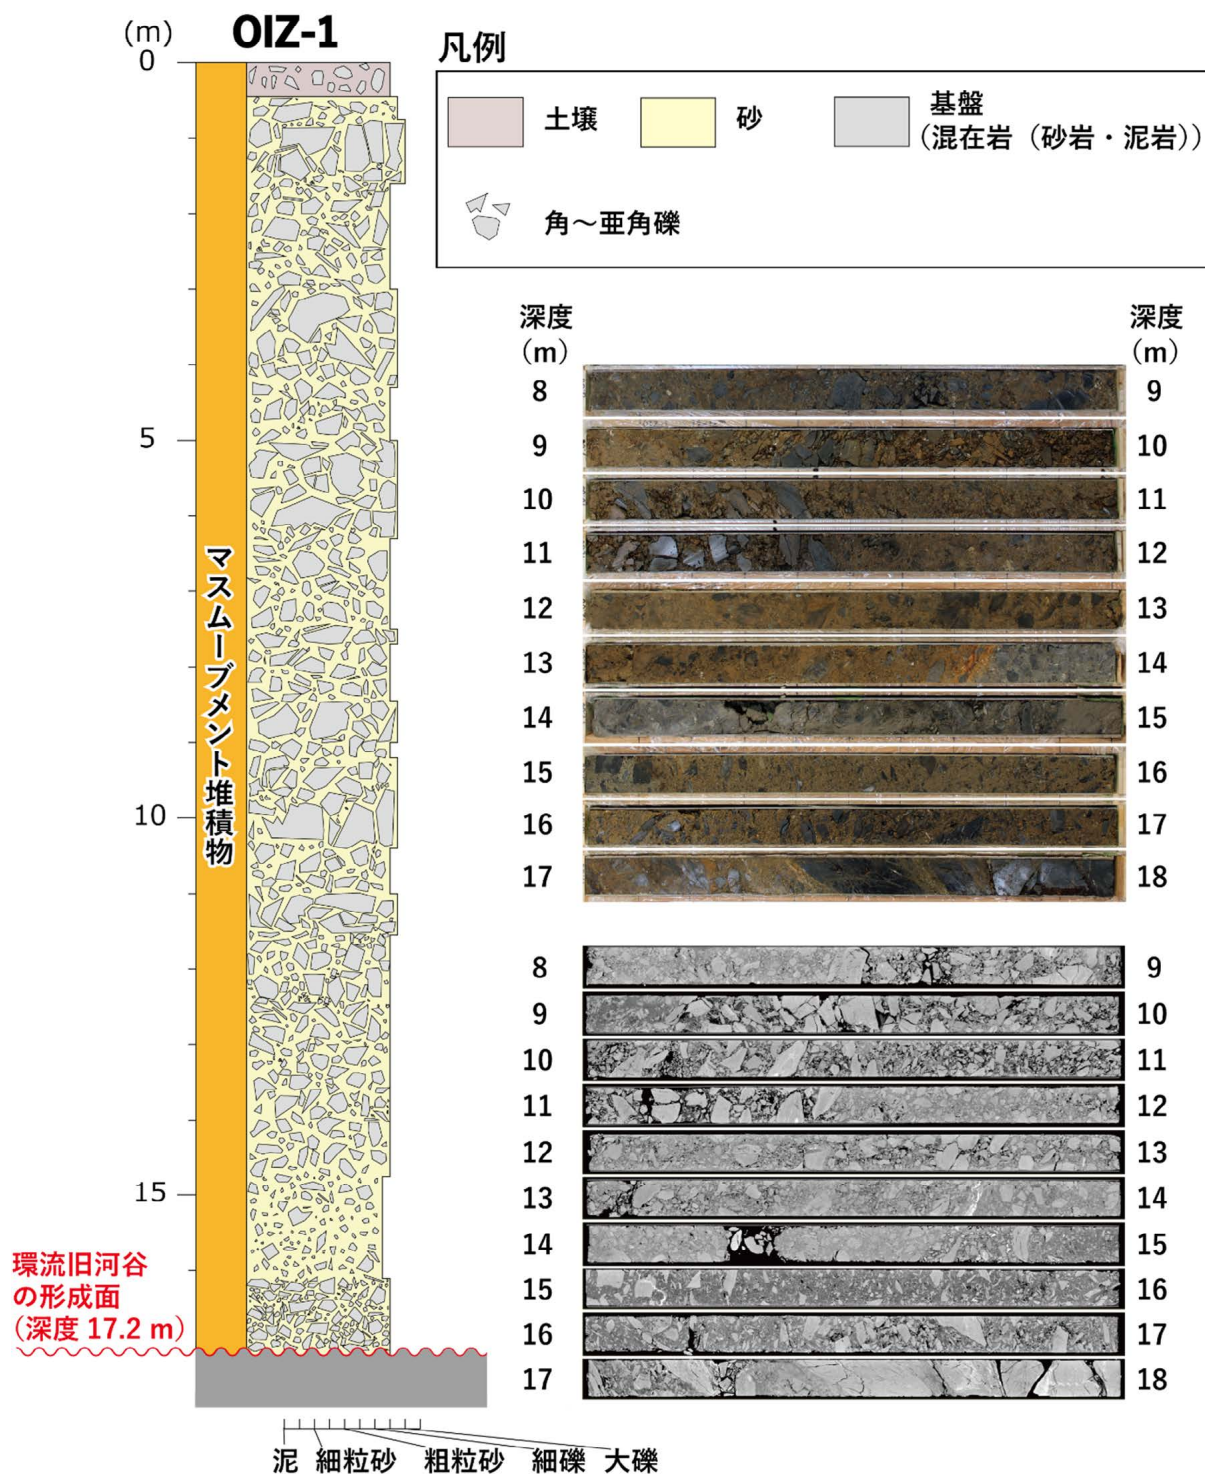 (m)
OIZ-1
0
5
10
15
マスムーブメント堆積物
環流旧河谷
の形成面
(深度 17.2 m)
泥 細粒砂 粗粒砂 細礫 大礫
凡例
土壌
砂
基盤
(混在岩(砂岩・泥岩))
角〜亜角礫
深度
(m)
深度
(m)
8 9
9 10
10 11
11 12
12 13
13 14
14 15
15 16
16 17
17 18
8 9
9 10
10 11
11 12
12 13
13 14
14 15
15 16
16 17
17 18